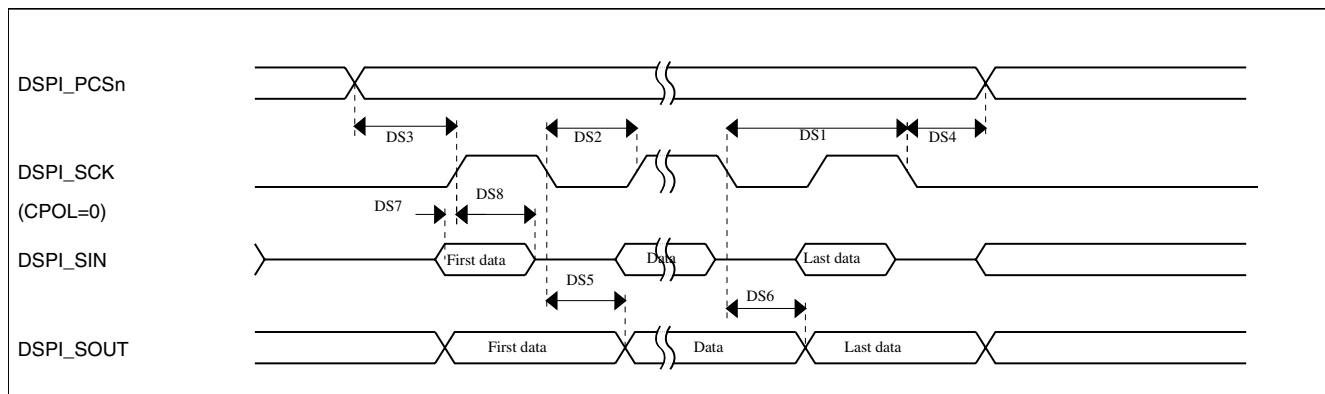 DSPI_PCSn
DS3
DS2
DS1
DS4
DSPI_SCK
(CPOL=0)
DS7
DS8
DSPI_SIN
First data
Data
Last data
DS5
DS6
DSPI_SOUT
First data
Data
Last data